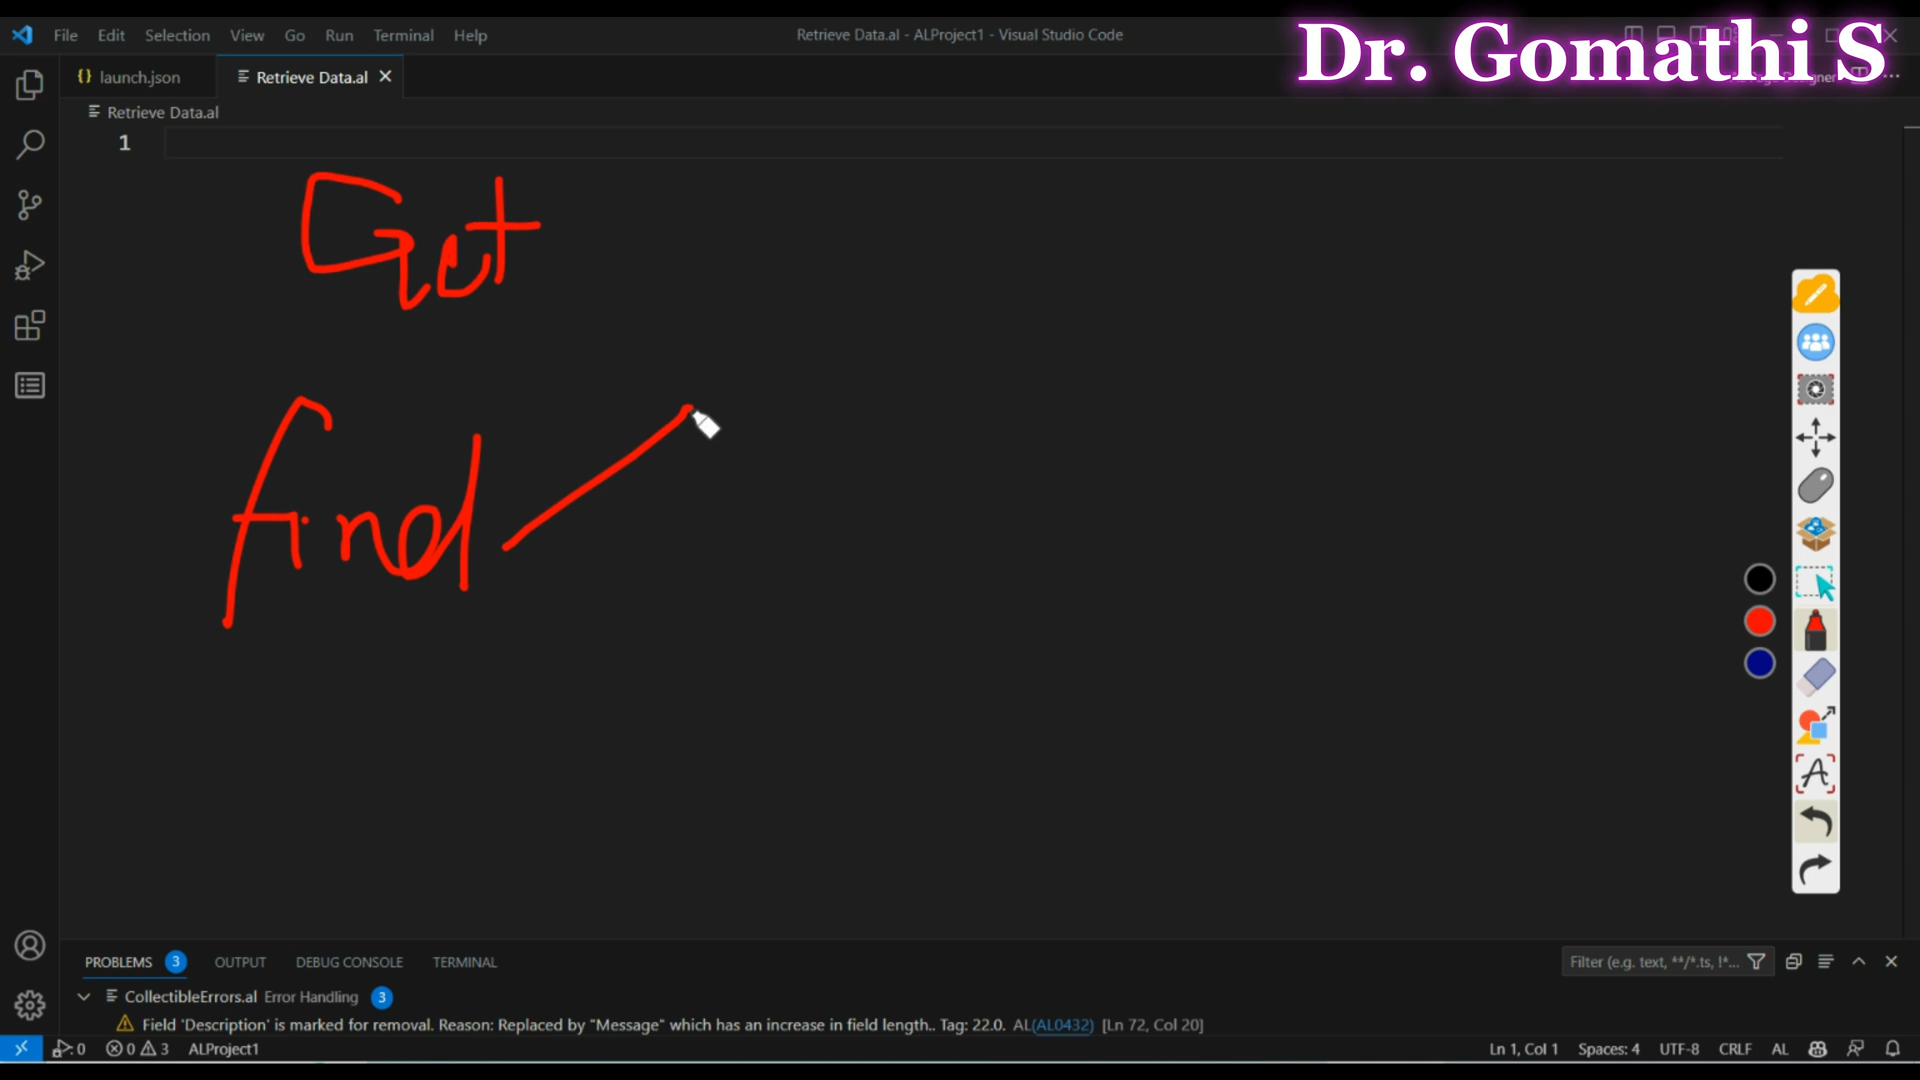 File Edit Selection View Go Run Terminal Help
Retrieve Data.al - ALProject1 - Visual Studio Code
Dr. Gomathi S
{} launch.json
Retrieve Data.al
Retrieve Data.al
1
Get
find
PROBLEMS 3 OUTPUT DEBUG CONSOLE TERMINAL
Filter (e.g. text, **/*.ts, !*...
CollectibleErrors.al Error Handling 3
Field 'Description' is marked for removal. Reason: Replaced by "Message" which has an increase in field length.. Tag: 22.0. AL(AL0432) [Ln 72, Col 20]
0 0 3 ALProject1
Ln 1, Col 1 Spaces: 4 UTF-8 CRLF AL